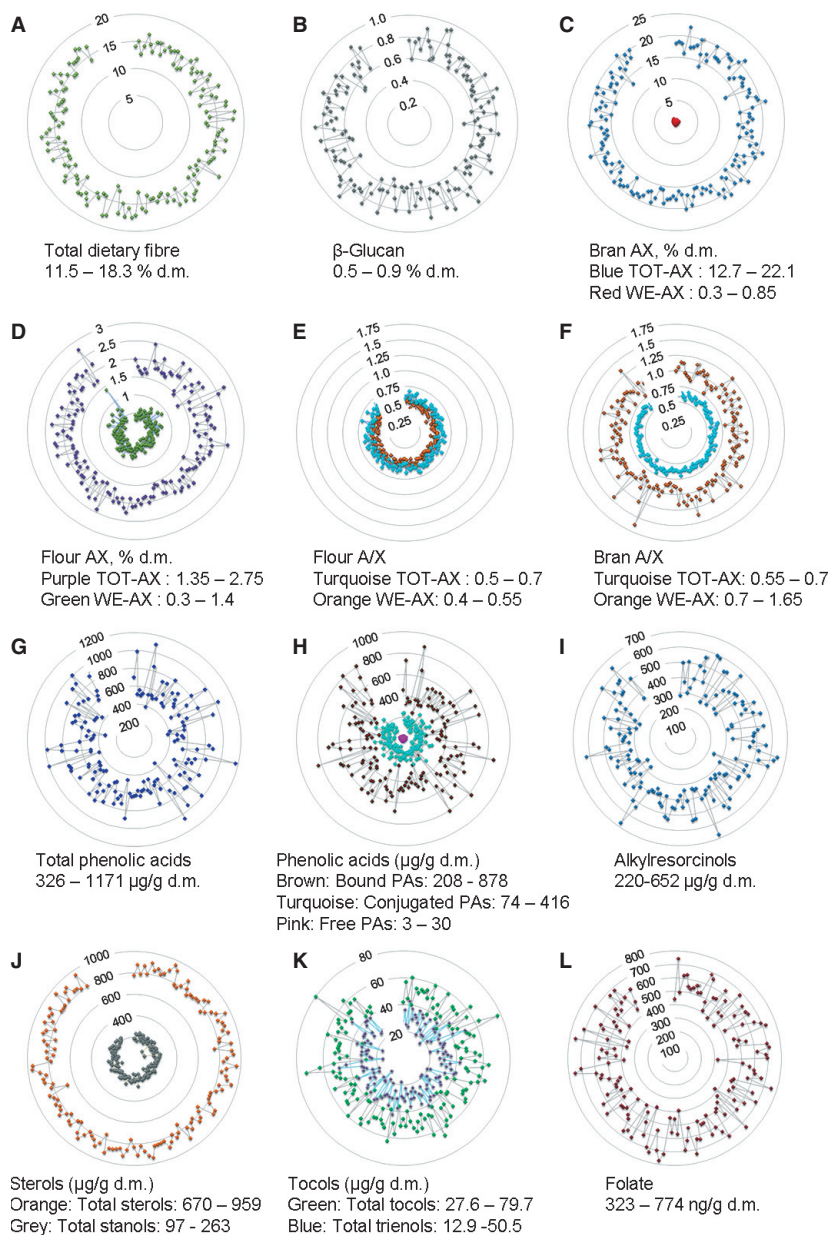 A
20
15
10
5
Total dietary fibre
11.5 – 18.3 % d.m.
B
1.0
0.8
0.6
0.4
0.2
β-Glucan
0.5 – 0.9 % d.m.
C
25
20
15
10
5
Bran AX, % d.m.
Blue TOT-AX : 12.7 – 22.1
Red WE-AX : 0.3 – 0.85
D
3
2.5
2
1.5
1
Flour AX, % d.m.
Purple TOT-AX : 1.35 – 2.75
Green WE-AX : 0.3 – 1.4
E
1.75
1.5
1.25
1.0
0.75
0.5
0.25
Flour A/X
Turquoise TOT-AX : 0.5 – 0.7
Orange WE-AX: 0.4 – 0.55
F
1.75
1.5
1.25
1.0
0.75
0.5
0.25
Bran A/X
Turquoise TOT-AX: 0.55 – 0.7
Orange WE-AX: 0.7 – 1.65
G
1200
1000
800
600
400
200
Total phenolic acids
326 – 1171 µg/g d.m.
H
1000
800
600
400
Phenolic acids (µg/g d.m.)
Brown: Bound PAs: 208 - 878
Turquoise: Conjugated PAs: 74 – 416
Pink: Free PAs: 3 – 30
I
700
600
500
400
300
200
100
Alkylresorcinols
220-652 µg/g d.m.
J
1000
800
600
400
Sterols (µg/g d.m.)
Orange: Total sterols: 670 – 959
Grey: Total stanols: 97 - 263
K
80
60
40
20
Tocols (µg/g d.m.)
Green: Total tocols: 27.6 – 79.7
Blue: Total trienols: 12.9 -50.5
L
800
700
600
500
400
300
200
100
Folate
323 – 774 ng/g d.m.